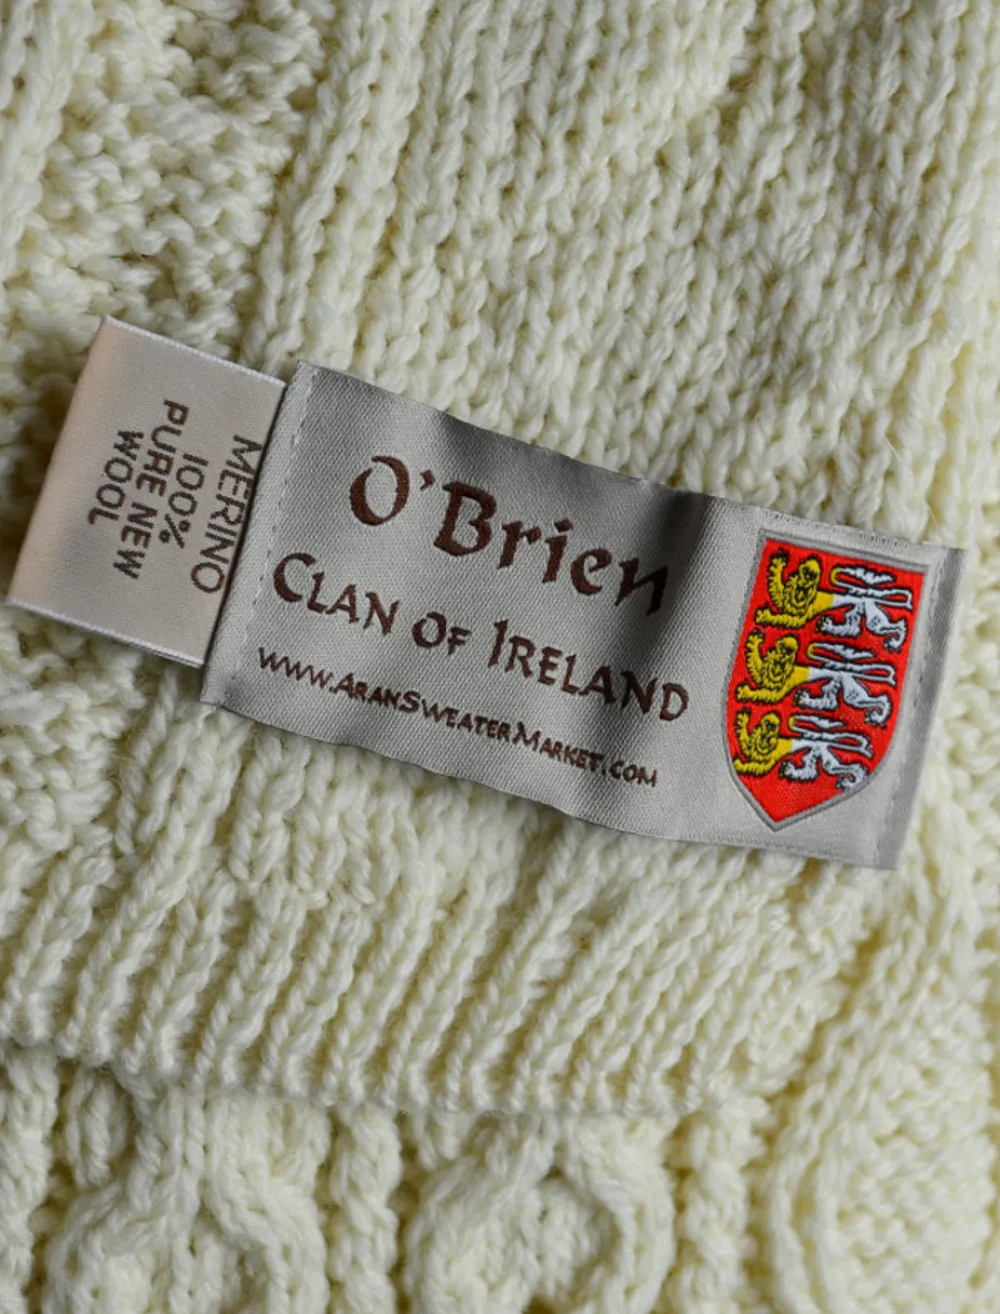 MERINO
100%
PURE NEW
WOOL
O'Brien
CLAN OF IRELAND
WWW.ARANSWEATERMARKET.COM